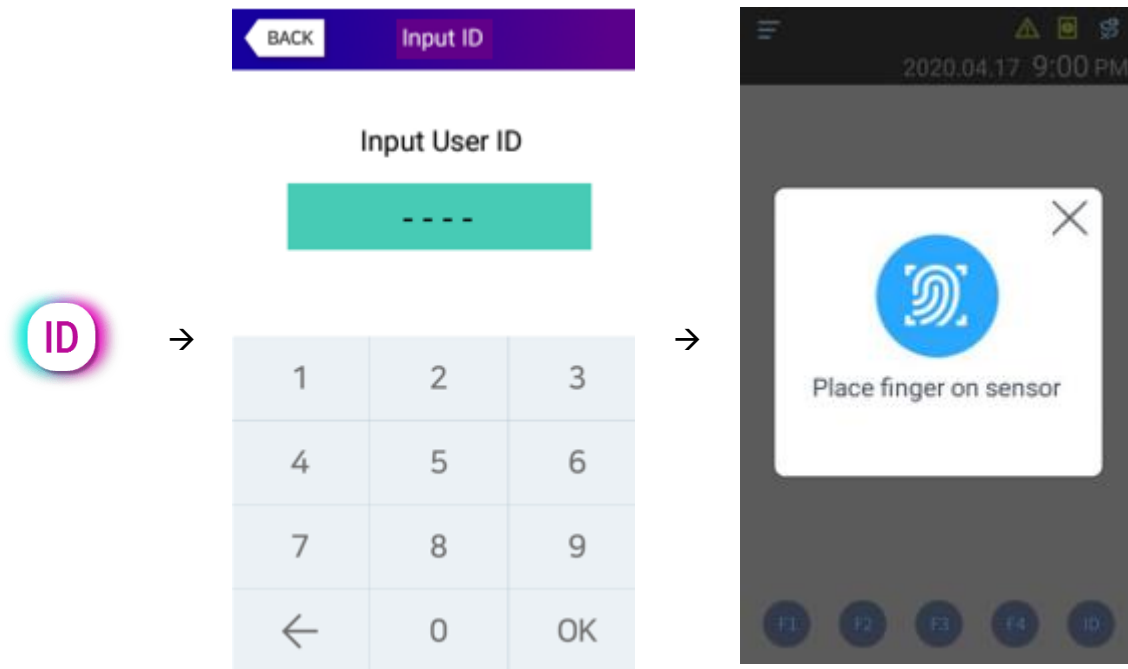 ID
→
BACK Input ID
Input User ID
----
1 2 3
4 5 6
7 8 9
← 0 OK
→
2020.04.17 9:00 PM
Place finger on sensor
F1 F2 F3 F4 ID